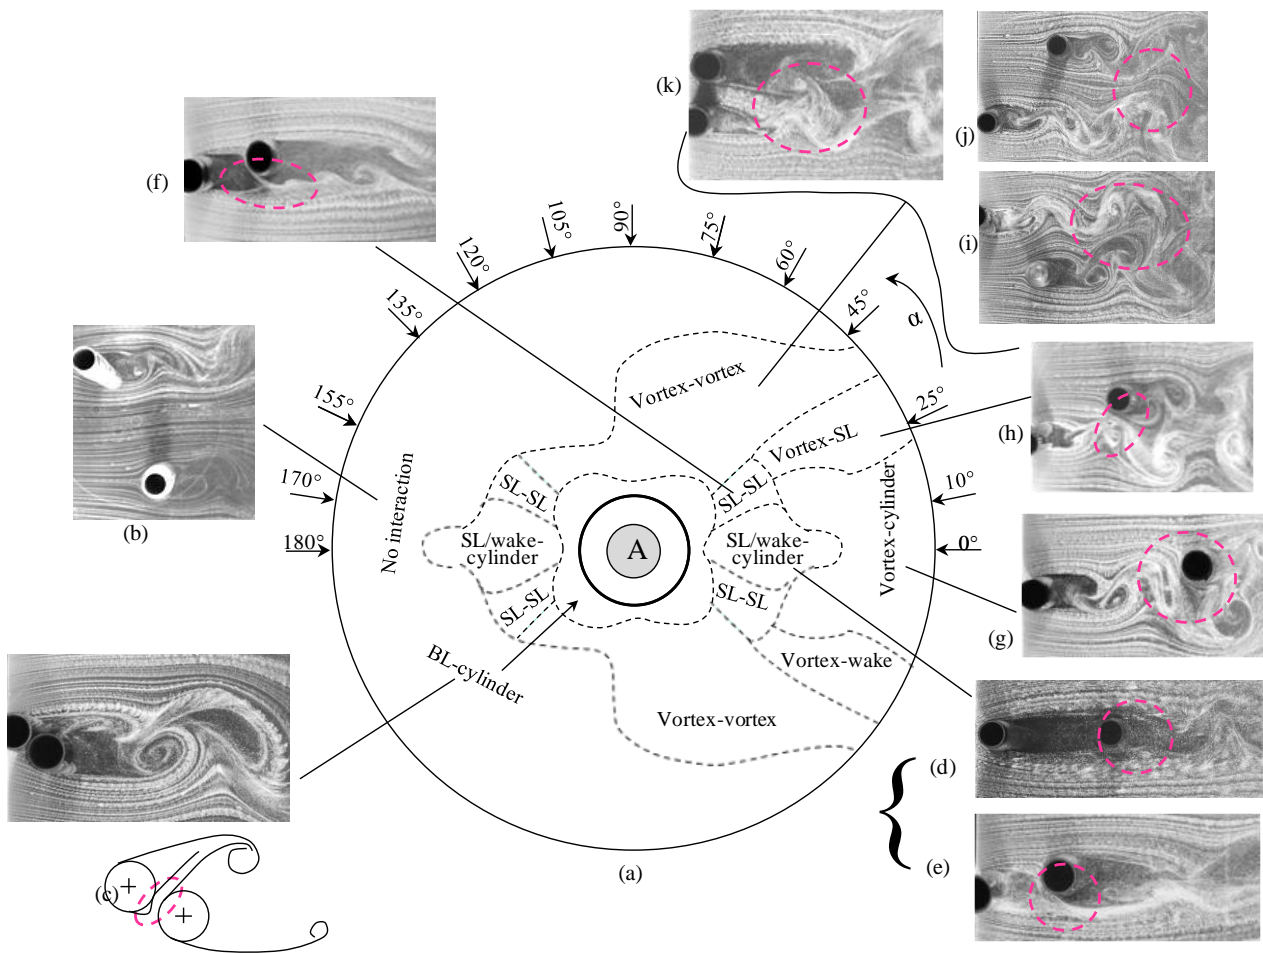 (k)
(j)
(f)
(i)
105°
90°
75°
120°
60°
135°
45°
α
Vortex-vortex
155°
25°
Vortex-SL
(h)
170°
SL-SL
SL-SL
10°
(b)
No interaction
Vortex-cylinder
180°
SL/wake-
cylinder
A
SL/wake-
cylinder
0°
SL-SL
SL-SL
(g)
BL-cylinder
Vortex-wake
Vortex-vortex
(d)
(e)
(a)
(c)